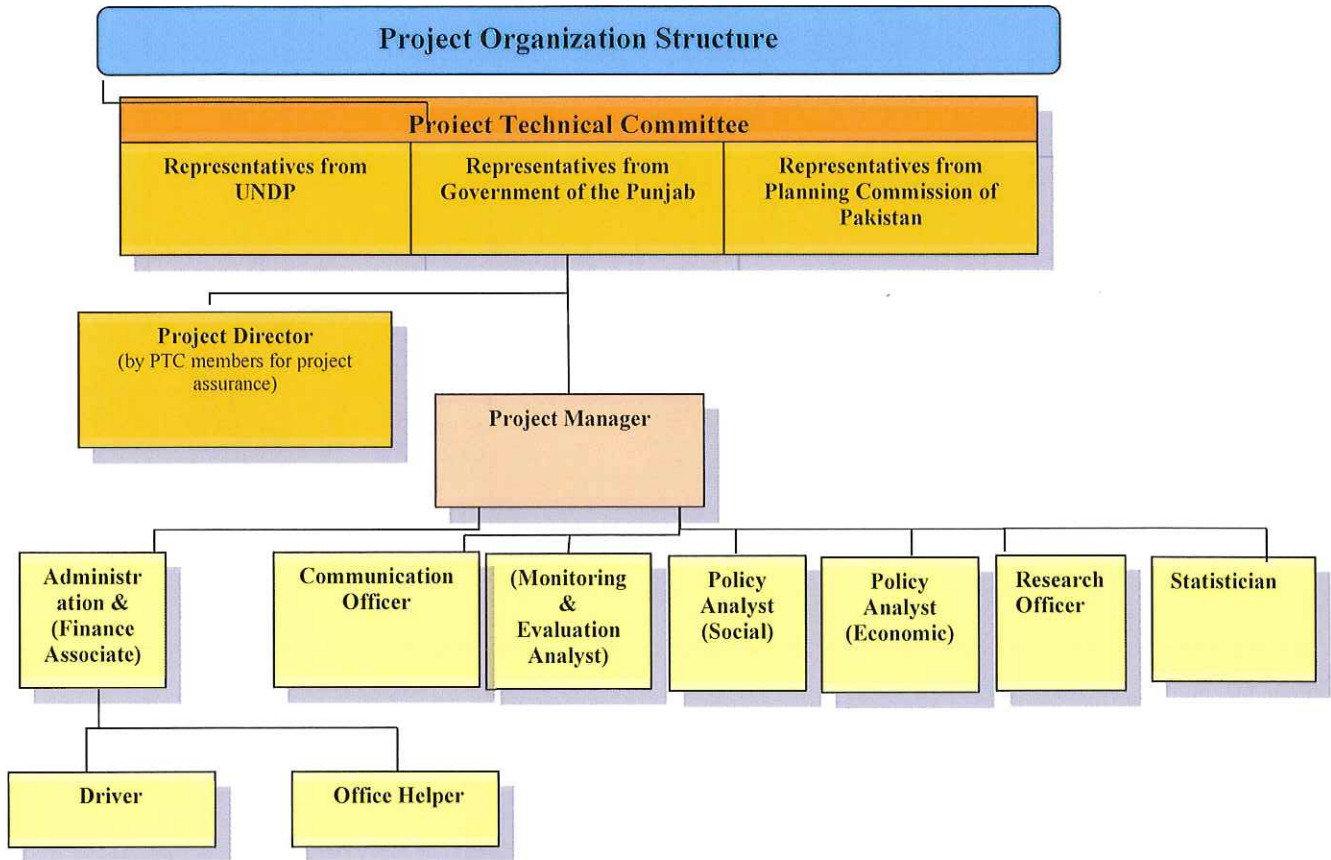 Project Organization Structure
Project Technical Committee
Representatives from
UNDP
Representatives from
Government of the Punjab
Representatives from
Planning Commission of
Pakistan
Project Director
(by PTC members for project
assurance)
Project Manager
Administr
ation &
(Finance
Associate)
Communication
Officer
(Monitoring
&
Evaluation
Analyst)
Policy
Analyst
(Social)
Policy
Analyst
(Economic)
Research
Officer
Statistician
Driver
Office Helper